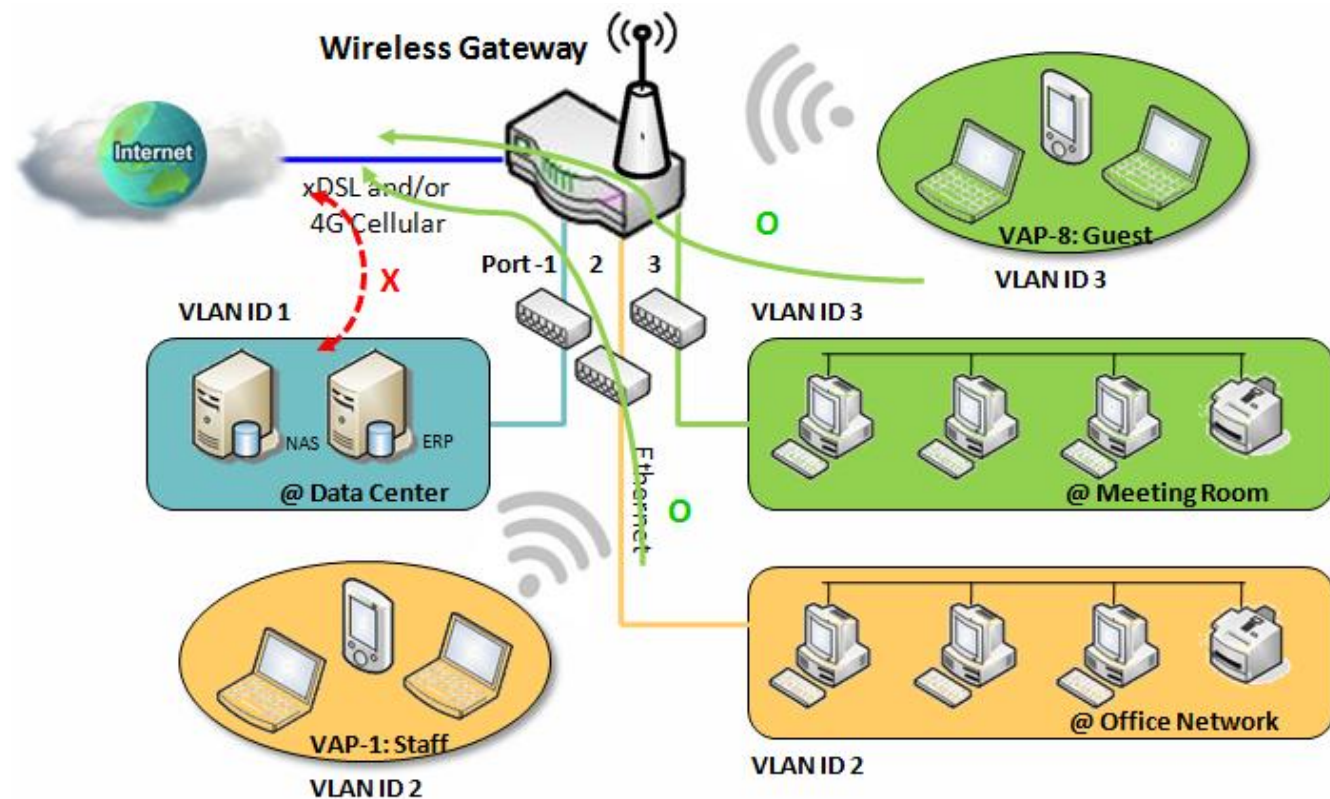 Wireless Gateway
Internet
xDSL and/or
4G Cellular
O
VAP-8: Guest
VLAN ID 3
Port-1 2 3
X
VLAN ID 1
VLAN ID 3
NAS
ERP
@ Data Center
@ Meeting Room
Ethernet
O
VAP-1: Staff
VLAN ID 2
@ Office Network
VLAN ID 2